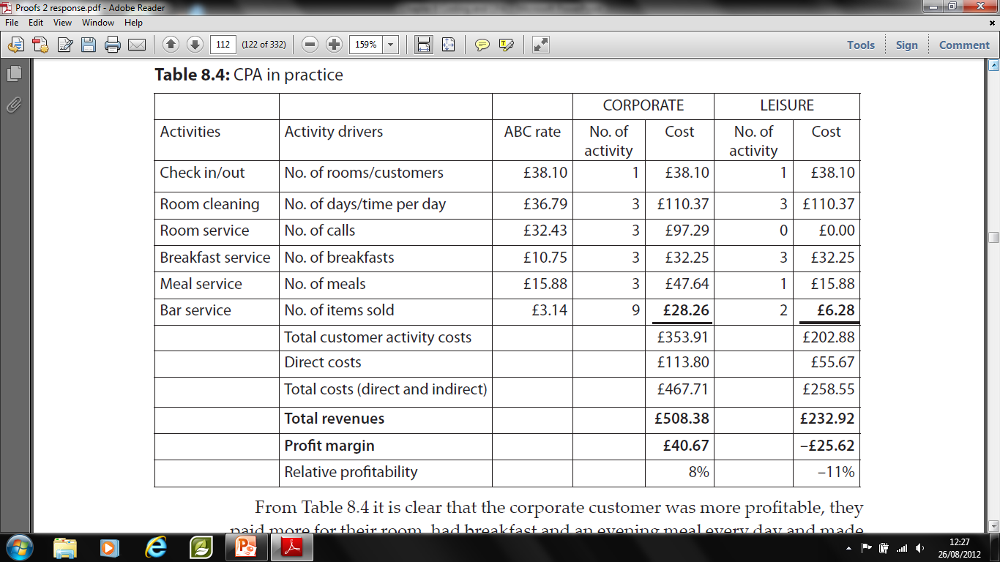 Proofs 2 response.pdf - Adobe Reader
File Edit View Window Help
112 (122 of 332) 159% Tools Sign Comment
Table 8.4: CPA in practice
CORPORATE LEISURE
Activities Activity drivers ABC rate No. of activity Cost No. of activity Cost
Check in/out No. of rooms/customers £38.10 1 £38.10 1 £38.10
Room cleaning No. of days/time per day £36.79 3 £110.37 3 £110.37
Room service No. of calls £32.43 3 £97.29 0 £0.00
Breakfast service No. of breakfasts £10.75 3 £32.25 3 £32.25
Meal service No. of meals £15.88 3 £47.64 1 £15.88
Bar service No. of items sold £3.14 9 £28.26 2 £6.28
Total customer activity costs £353.91 £202.88
Direct costs £113.80 £55.67
Total costs (direct and indirect) £467.71 £258.55
Total revenues £508.38 £232.92
Profit margin £40.67 –£25.62
Relative profitability 8% –11%
From Table 8.4 it is clear that the corporate customer was more profitable, they
paid more for their room, had breakfast and an evening meal every day and made
12:27
26/08/2012